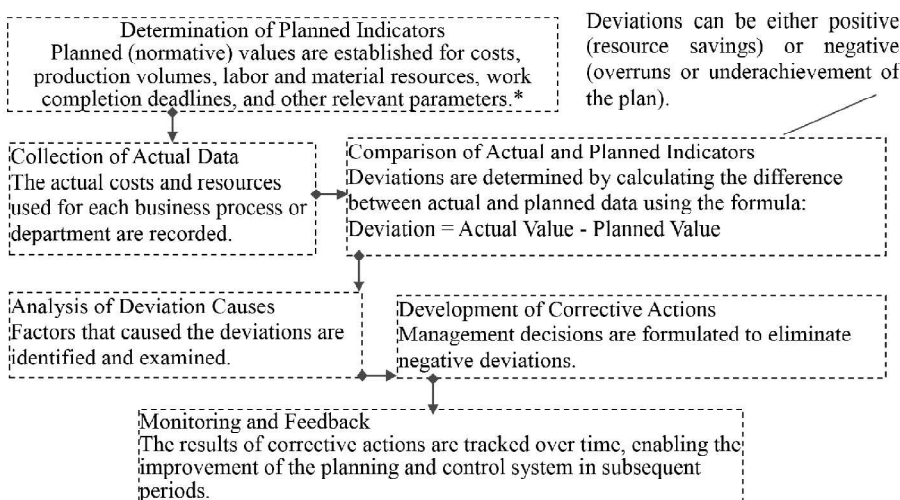 Determination of Planned Indicators
Planned (normative) values are established for costs,
production volumes, labor and material resources, work
completion deadlines, and other relevant parameters.*
Deviations can be either positive
(resource savings) or negative
(overruns or underachievement of
the plan).
Collection of Actual Data
The actual costs and resources
used for each business process or
department are recorded.
Comparison of Actual and Planned Indicators
Deviations are determined by calculating the difference
between actual and planned data using the formula:
Deviation = Actual Value - Planned Value
Analysis of Deviation Causes
Factors that caused the deviations are
identified and examined.
Development of Corrective Actions
Management decisions are formulated to eliminate
negative deviations.
Monitoring and Feedback
The results of corrective actions are tracked over time, enabling the
improvement of the planning and control system in subsequent
periods.